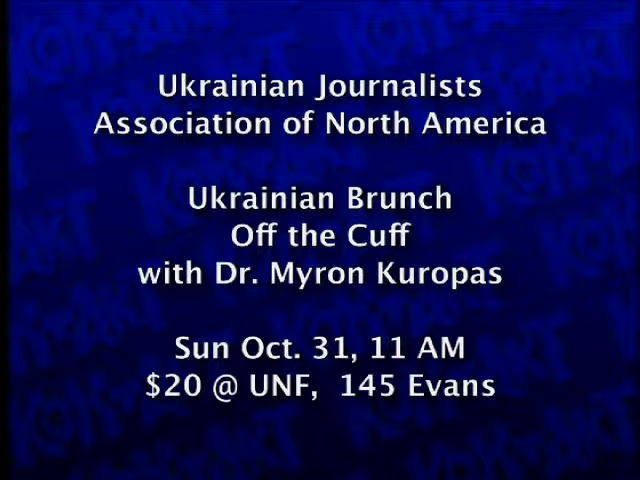 Ukrainian Journalists
Association of North America
Ukrainian Brunch
Off the Cuff
with Dr. Myron Kuropas
Sun Oct. 31, 11 AM
$20 @ UNF, 145 Evans